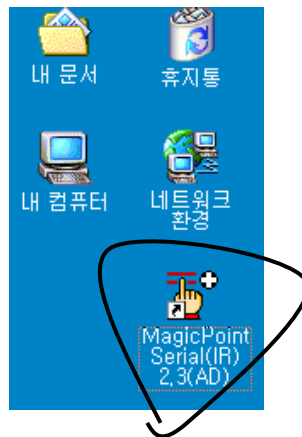 내 문서
휴지통
내 컴퓨터
네트워크
환경
MagicPoint
Serial(IR)
2,3(AD)